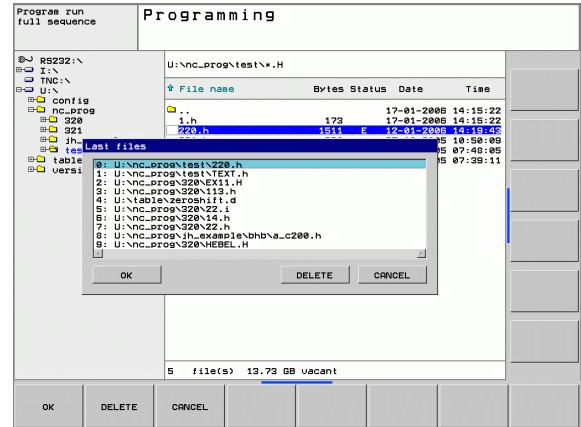 Program run
full sequence
Programming
RS232:\
I:\
TNC:\
U:\
config
nc_prog
320
321
jh_
tes
table
versi
U:\nc_prog\test\*.H
File name Bytes Status Date Time
.. 17-01-2006 14:15:22
1.h 173 17-01-2006 14:15:22
220.h 1511 E 12-01-2006 14:19:43
5 10:50:09
5 07:48:05
5 07:39:11
Last files
0: U:\nc_prog\test\220.h
1: U:\nc_prog\test\TEXT.h
2: U:\nc_prog\320\EX11.H
3: U:\nc_prog\320\113.h
4: U:\table\zeroshift.d
5: U:\nc_prog\320\22.i
6: U:\nc_prog\320\14.h
7: U:\nc_prog\320\22.h
8: U:\nc_prog\jh_example\bhb\a_c200.h
9: U:\nc_prog\320\HEBEL.H
OK DELETE CANCEL
5 file(s) 13.73 GB vacant
OK DELETE CANCEL